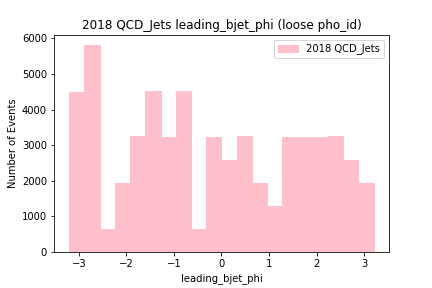 2018 QCD_Jets leading_bjet_phi (loose pho_id)
6000
5000
4000
3000
2000
1000
0
Number of Events
2018 QCD_Jets
−3 −2 −1 0 1 2 3
leading_bjet_phi